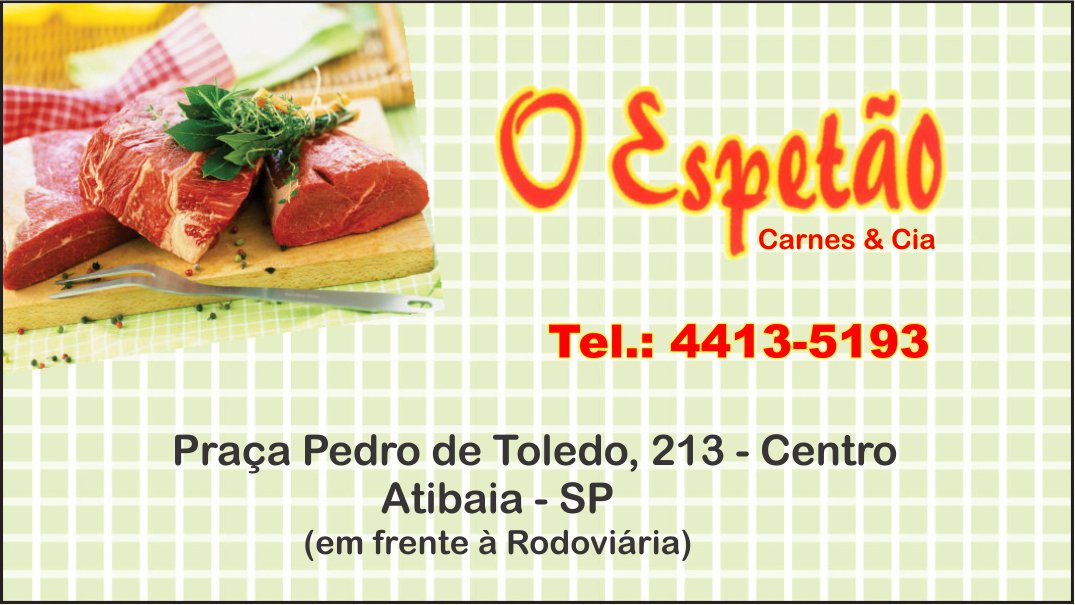 O Espetão
Carnes & Cia
Tel.: 4413-5193
Praça Pedro de Toledo, 213 - Centro
Atibaia - SP
(em frente à Rodoviária)